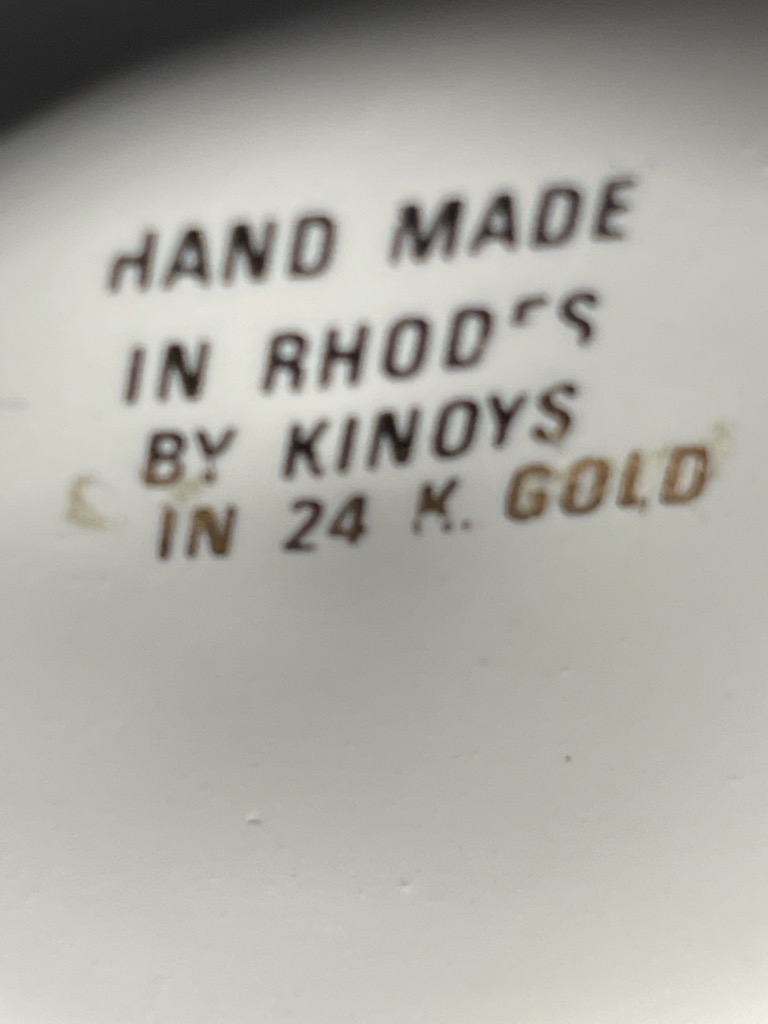 HAND MADE
IN RHODES
BY KINOYS
IN 24 K. GOLD